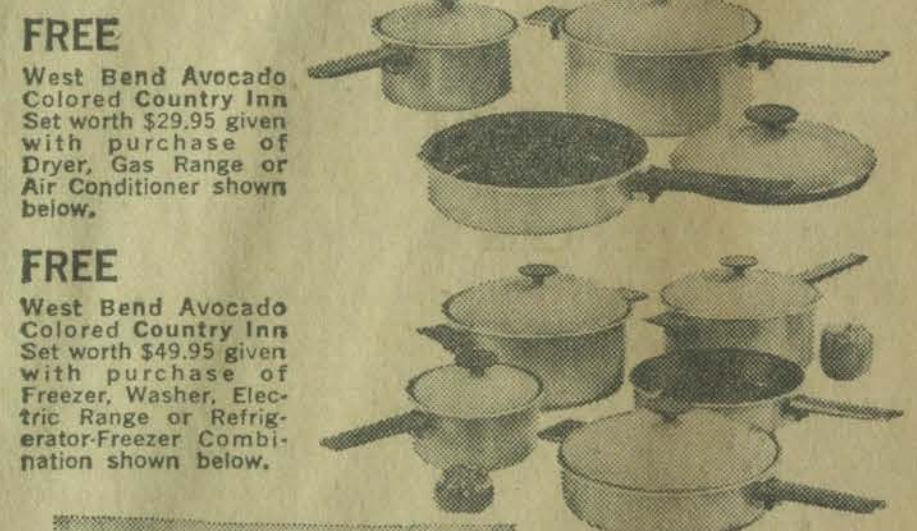 FREE
West Bend Avocado
Colored Country Inn
Set worth $29.95 given
with purchase of
Dryer, Gas Range or
Air Conditioner shown
below.
FREE
West Bend Avocado
Colored Country Inn
Set worth $49.95 given
with purchase of
Freezer, Washer, Elec-
tric Range or Refrig-
erator-Freezer Combi-
nation shown below.